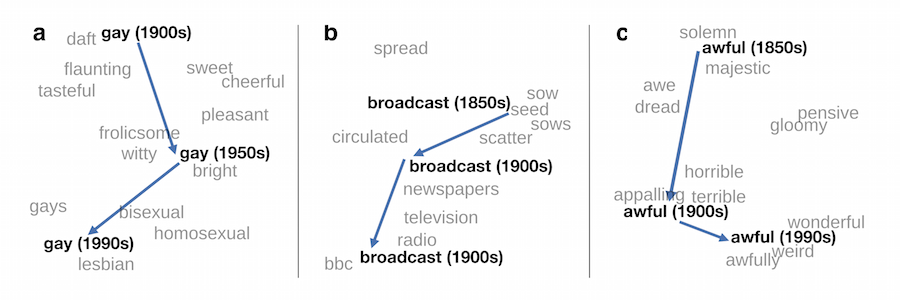 a
daft gay (1900s)
flaunting
sweet
tasteful
cheerful
pleasant
frolicsome
witty
gay (1950s)
bright
gays
bisexual
homosexual
gay (1990s)
lesbian
b
spread
broadcast (1850s)
sow
seed
sows
circulated
scatter
broadcast (1900s)
newspapers
television
radio
bbc
broadcast (1900s)
c
solemn
awful (1850s)
majestic
awe
dread
pensive
gloomy
horrible
appalling
terrible
awful (1900s)
wonderful
awful (1990s)
weird
awfully